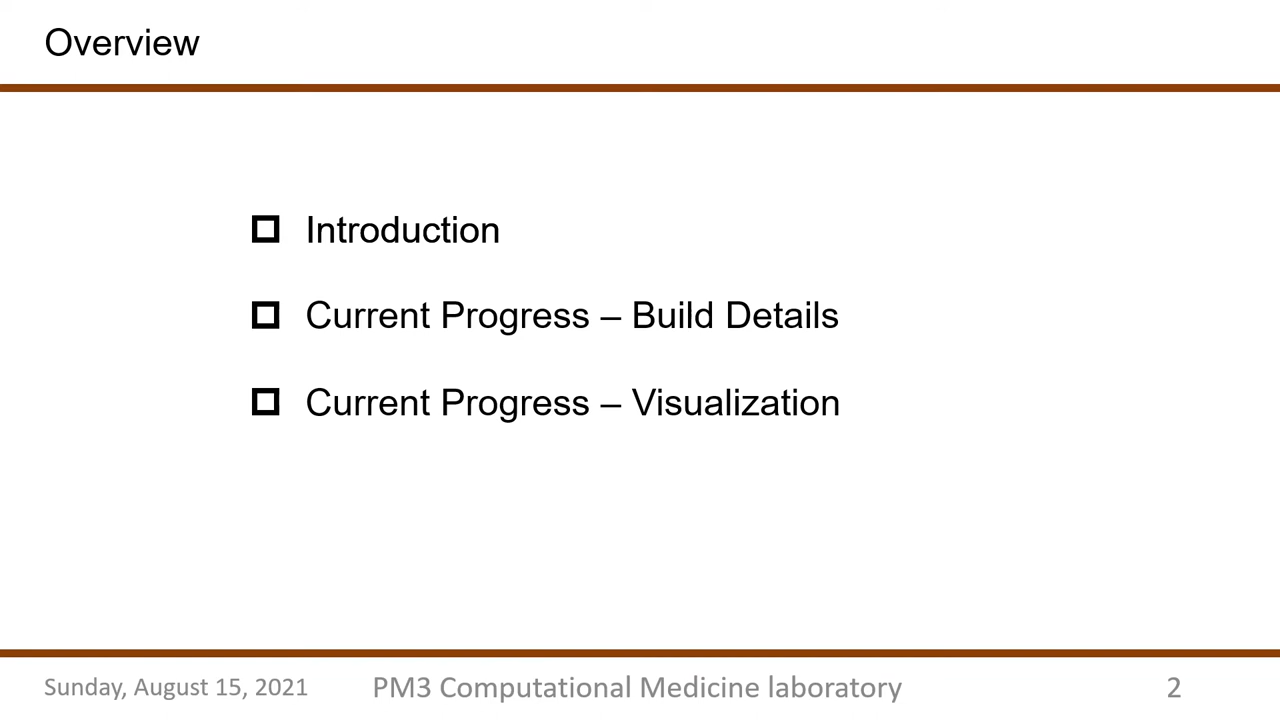 Overview
Introduction
Current Progress – Build Details
Current Progress – Visualization
Sunday, August 15, 2021 PM3 Computational Medicine laboratory 2